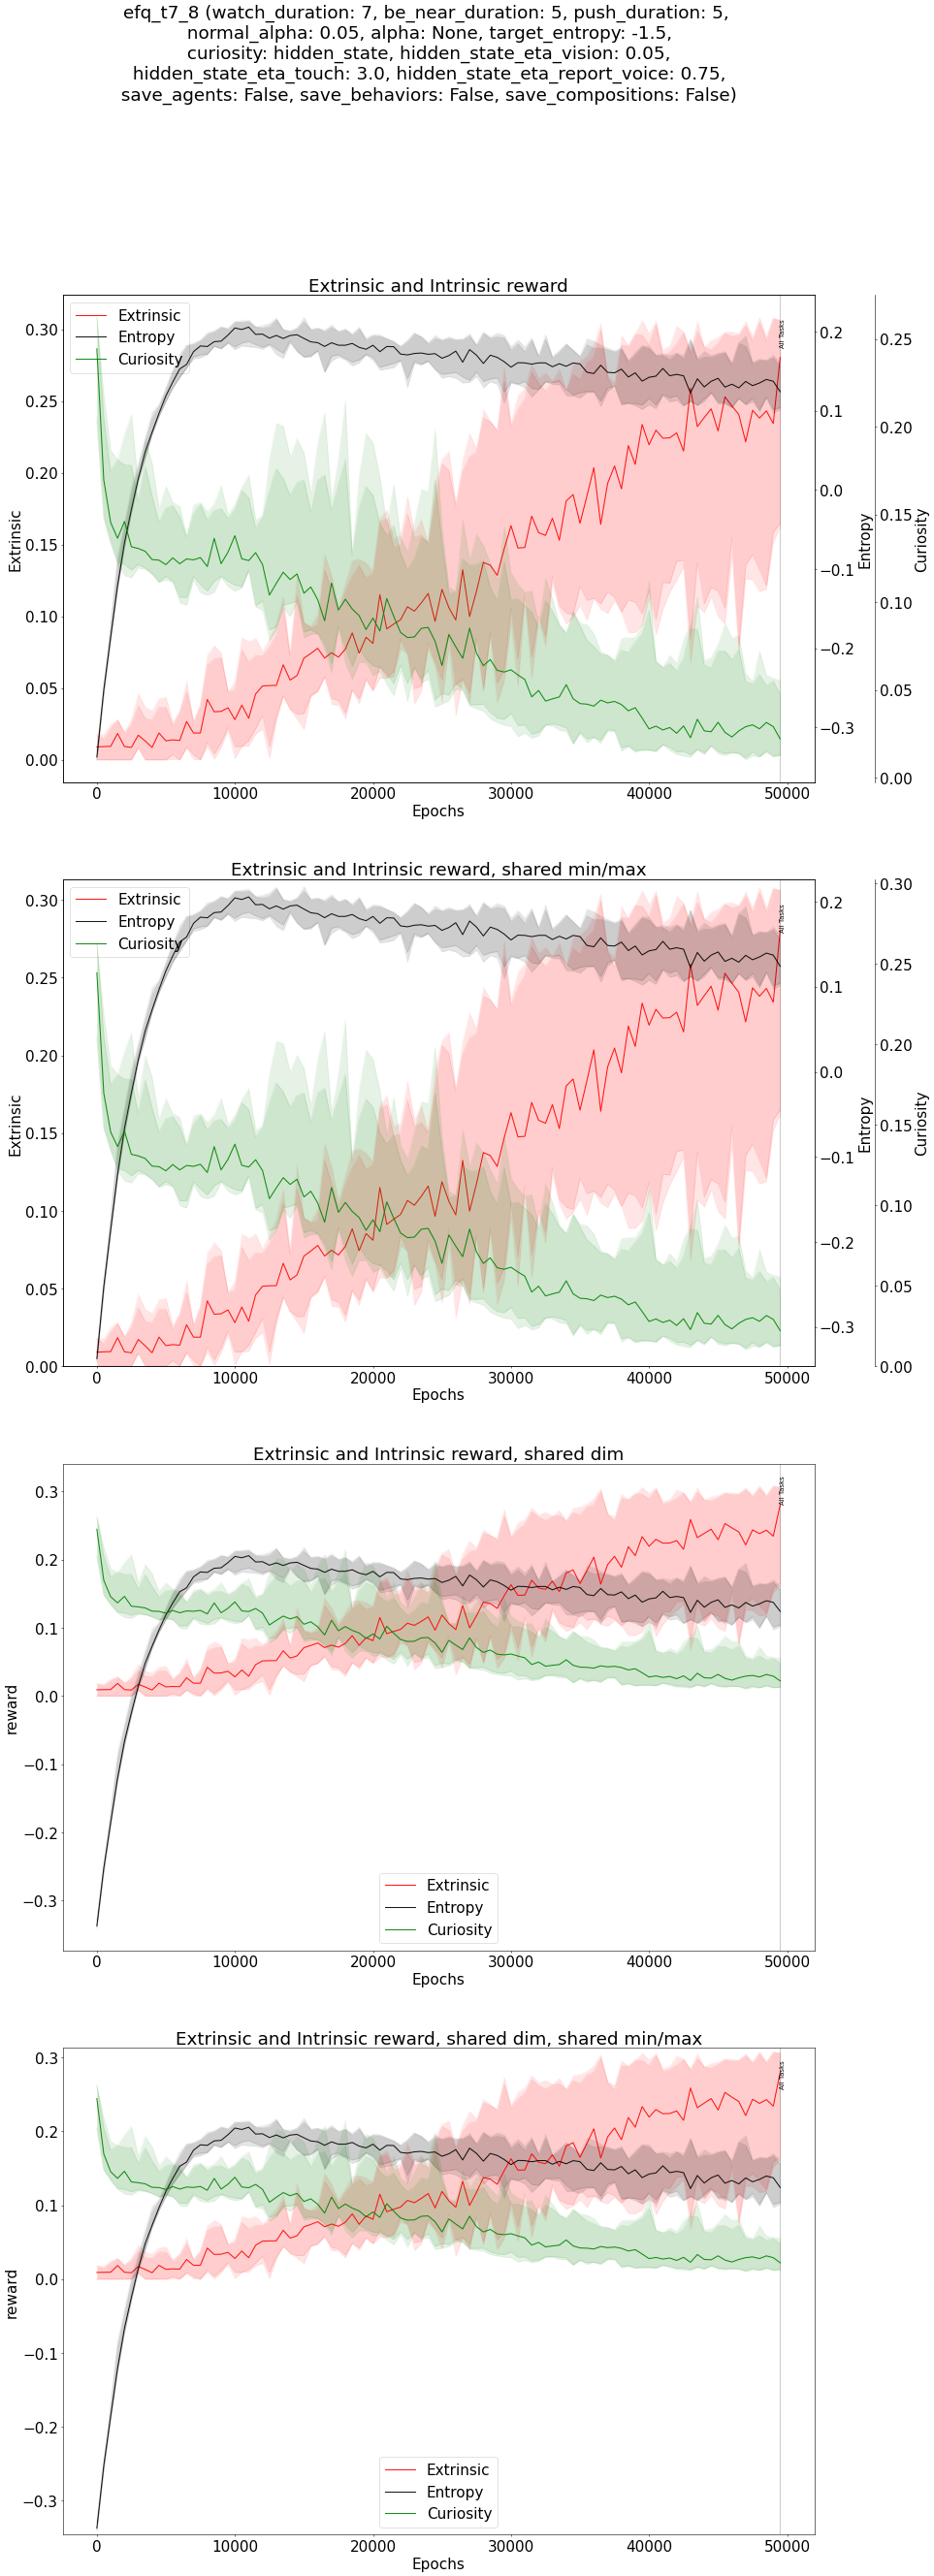 efq_t7_8 (watch_duration: 7, be_near_duration: 5, push_duration: 5,
normal_alpha: 0.05, alpha: None, target_entropy: -1.5,
curiosity: hidden_state, hidden_state_eta_vision: 0.05,
hidden_state_eta_touch: 3.0, hidden_state_eta_report_voice: 0.75,
save_agents: False, save_behaviors: False, save_compositions: False)
Extrinsic and Intrinsic reward
Extrinsic
Entropy
Curiosity
All Tasks
0.30
0.25
0.20
0.15
0.10
0.05
0.00
Extrinsic
0.2
0.1
0.0
−0.1
−0.2
−0.3
Entropy
0.25
0.20
0.15
0.10
0.05
0.00
Curiosity
0 10000 20000 30000 40000 50000
Epochs
Extrinsic and Intrinsic reward, shared min/max
Extrinsic
Entropy
Curiosity
All Tasks
0.30
0.25
0.20
0.15
0.10
0.05
0.00
Extrinsic
0.2
0.1
0.0
−0.1
−0.2
−0.3
Entropy
0.30
0.25
0.20
0.15
0.10
0.05
0.00
Curiosity
0 10000 20000 30000 40000 50000
Epochs
Extrinsic and Intrinsic reward, shared dim
All Tasks
0.3
0.2
0.1
0.0
−0.1
−0.2
−0.3
reward
Extrinsic
Entropy
Curiosity
0 10000 20000 30000 40000 50000
Epochs
Extrinsic and Intrinsic reward, shared dim, shared min/max
All Tasks
0.3
0.2
0.1
0.0
−0.1
−0.2
−0.3
reward
Extrinsic
Entropy
Curiosity
0 10000 20000 30000 40000 50000
Epochs